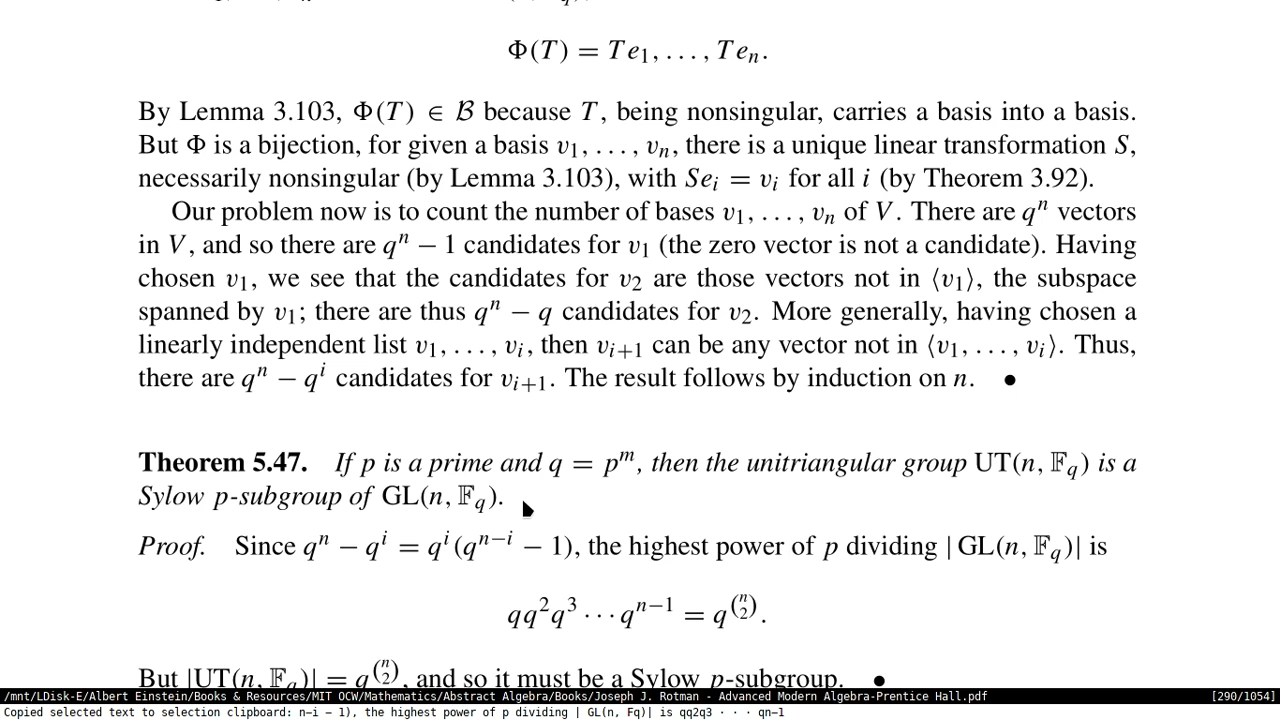 Φ(T) = Te₁, . . . , Teₙ.
By Lemma 3.103, Φ(T) ∈ ℬ because T, being nonsingular, carries a basis into a basis.
But Φ is a bijection, for given a basis v₁, . . . , vₙ, there is a unique linear transformation S,
necessarily nonsingular (by Lemma 3.103), with Seᵢ = vᵢ for all i (by Theorem 3.92).
Our problem now is to count the number of bases v₁, . . . , vₙ of V. There are qⁿ vectors
in V, and so there are qⁿ − 1 candidates for v₁ (the zero vector is not a candidate). Having
chosen v₁, we see that the candidates for v₂ are those vectors not in ⟨v₁⟩, the subspace
spanned by v₁; there are thus qⁿ − q candidates for v₂. More generally, having chosen a
linearly independent list v₁, . . . , vᵢ, then vᵢ₊₁ can be any vector not in ⟨v₁, . . . , vᵢ⟩. Thus,
there are qⁿ − qⁱ candidates for vᵢ₊₁. The result follows by induction on n. •
Theorem 5.47. If p is a prime and q = pᵐ, then the unitriangular group UT(n, 𝔽_q) is a
Sylow p-subgroup of GL(n, 𝔽_q).
Proof. Since qⁿ − qⁱ = qⁱ(qⁿ⁻ⁱ − 1), the highest power of p dividing | GL(n, 𝔽_q)| is
qq²q³ · · · qⁿ⁻¹ = q^(n 2).
But |UT(n, 𝔽_q)| = q^(n 2), and so it must be a Sylow p-subgroup. •
/mnt/LDisk-E/Albert Einstein/Books & Resources/MIT OCW/Mathematics/Abstract Algebra/Books/Joseph J. Rotman - Advanced Modern Algebra-Prentice Hall.pdf [290/1054]
Copied selected text to selection clipboard: n−i − 1), the highest power of p dividing | GL(n, Fq)| is qq2q3 · · · qn−1